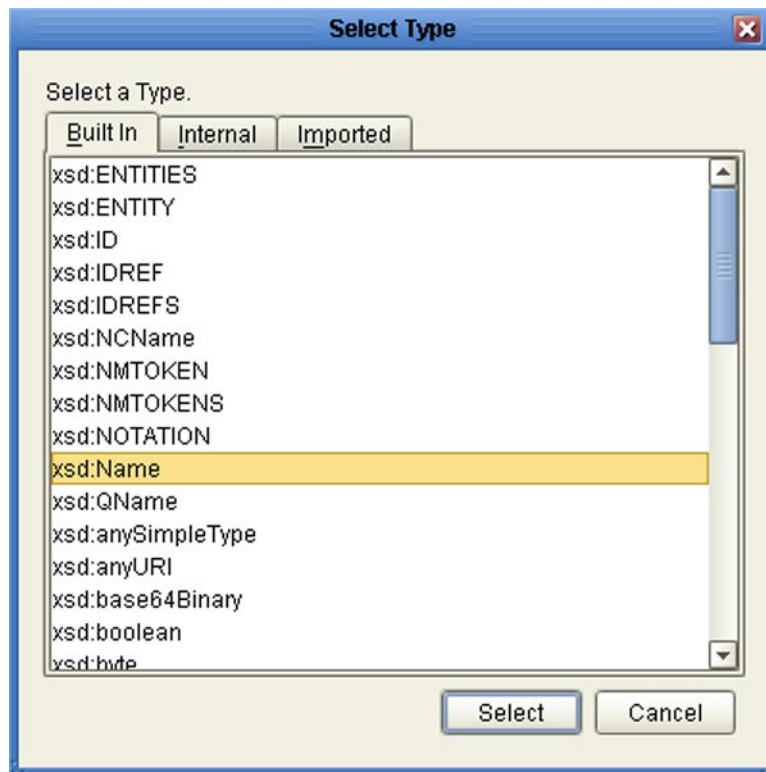 Select Type
Select a Type.
Built In Internal Imported
xsd:ENTITIES
xsd:ENTITY
xsd:ID
xsd:IDREF
xsd:IDREFS
xsd:NCName
xsd:NMTOKEN
xsd:NMTOKENS
xsd:NOTATION
xsd:Name
xsd:QName
xsd:anySimpleType
xsd:anyURI
xsd:base64Binary
xsd:boolean
xsd:byte
Select Cancel